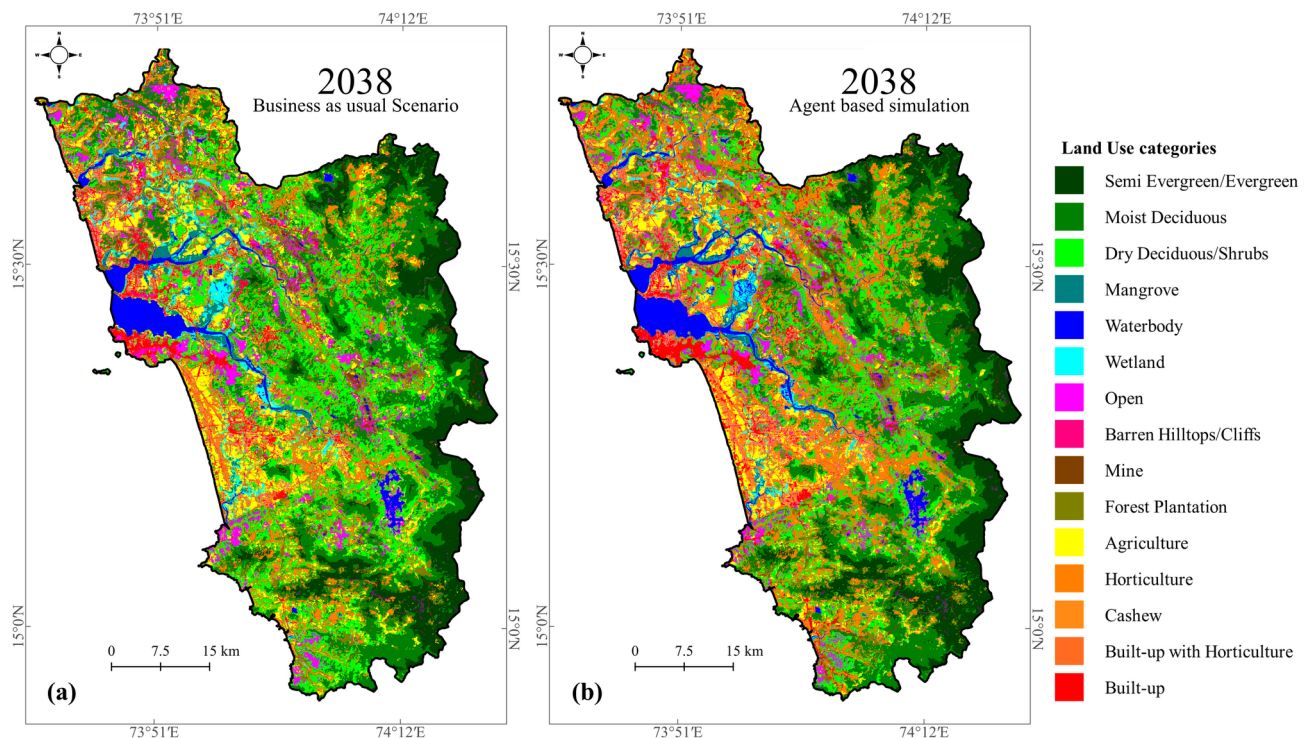 73°51'E
74°12'E
73°51'E
74°12'E
N
W
E
S
2038
Business as usual Scenario
N
W
E
S
2038
Agent based simulation
Land Use categories
Semi Evergreen/Evergreen
Moist Deciduous
Dry Deciduous/Shrubs
Mangrove
Waterbody
Wetland
Open
Barren Hilltops/Cliffs
Mine
Forest Plantation
Agriculture
Horticulture
Cashew
Built-up with Horticulture
Built-up
15°30'N
15°30'N
15°30'N
15°30'N
15°0'N
15°0'N
15°0'N
15°0'N
0 7.5 15 km
0 7.5 15 km
(a)
(b)
73°51'E
74°12'E
73°51'E
74°12'E